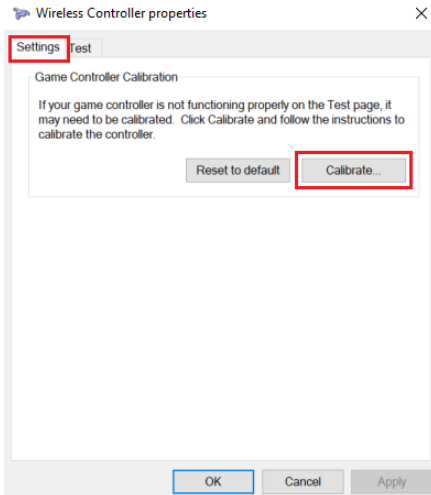 Wireless Controller properties
Settings Test
Game Controller Calibration
If your game controller is not functioning properly on the Test page, it
may need to be calibrated. Click Calibrate and follow the instructions to
calibrate the controller.
Reset to default Calibrate...
OK Cancel Apply